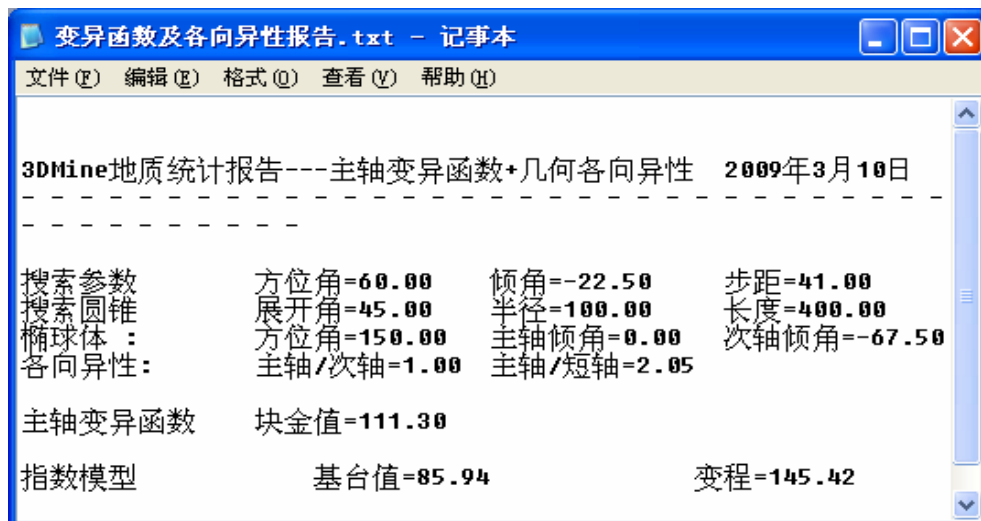 变异函数及各向异性报告.txt - 记事本
文件(F) 编辑(E) 格式(O) 查看(V) 帮助(H)
3DMine地质统计报告---主轴变异函数+几何各向异性 2009年3月10日
- - - - - - - - - - - - - - - - - - - - - - - - - - - - - - - - - - - - - -
- - - - - - - - - - - -
搜索参数 方位角=60.00 倾角=-22.50 步距=41.00
搜索圆锥 展开角=45.00 半径=100.00 长度=400.00
椭球体 : 方位角=150.00 主轴倾角=0.00 次轴倾角=-67.50
各向异性: 主轴/次轴=1.00 主轴/短轴=2.05
主轴变异函数 块金值=111.30
指数模型 基台值=85.94 变程=145.42